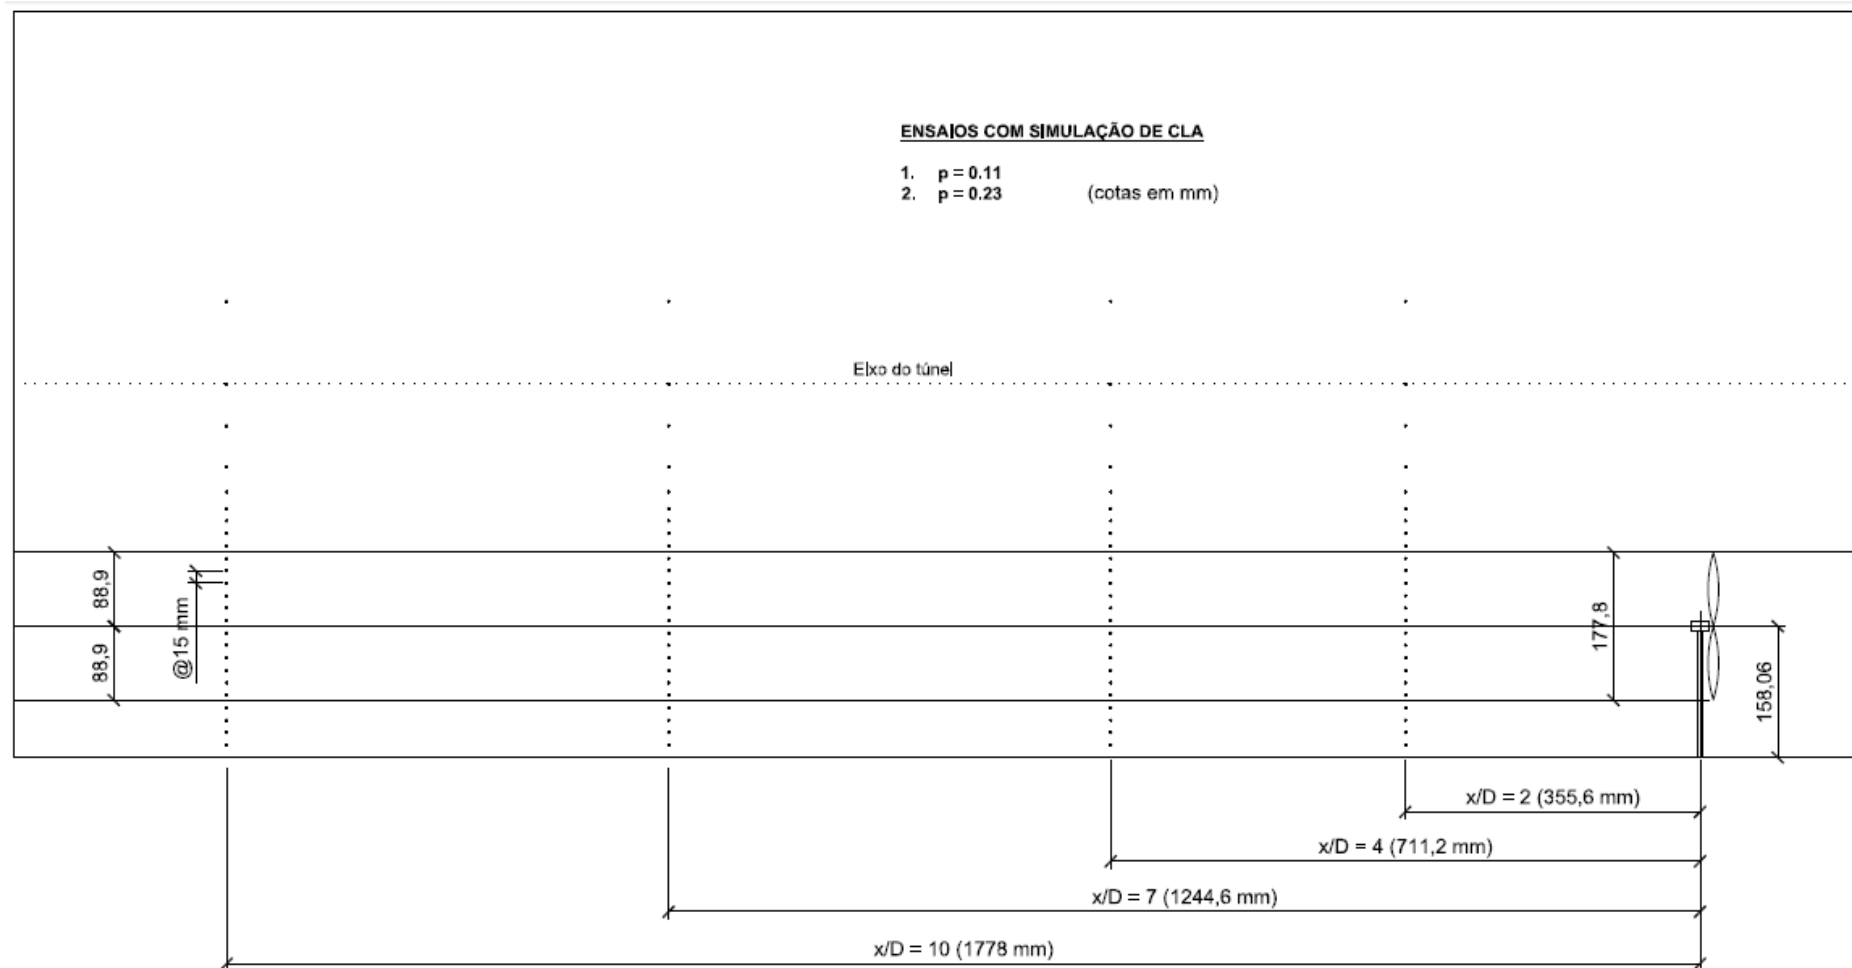 ENSAIOS COM SIMULAÇÃO DE CLA
1. p = 0.11
2. p = 0.23 (cotas em mm)
Eixo do túnel
88,9
88,9
@15 mm
177,8
158,06
x/D = 2 (355,6 mm)
x/D = 4 (711,2 mm)
x/D = 7 (1244,6 mm)
x/D = 10 (1778 mm)